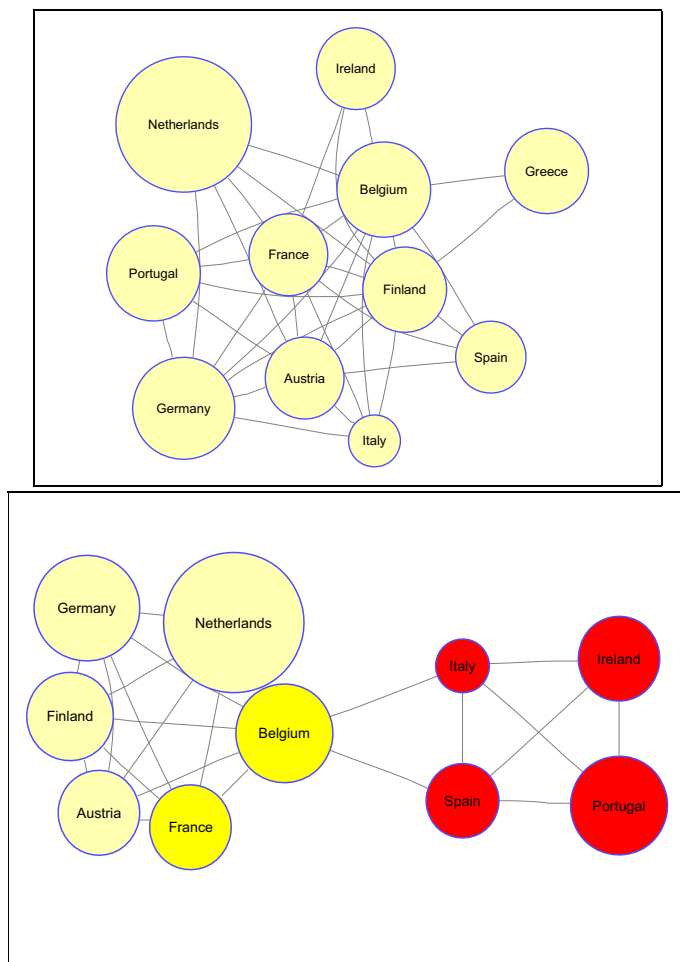 Ireland
Netherlands
Greece
Belgium
France
Portugal
Finland
Spain
Austria
Germany
Italy
Germany
Netherlands
Ireland
Italy
Finland
Belgium
Spain
Portugal
Austria
France